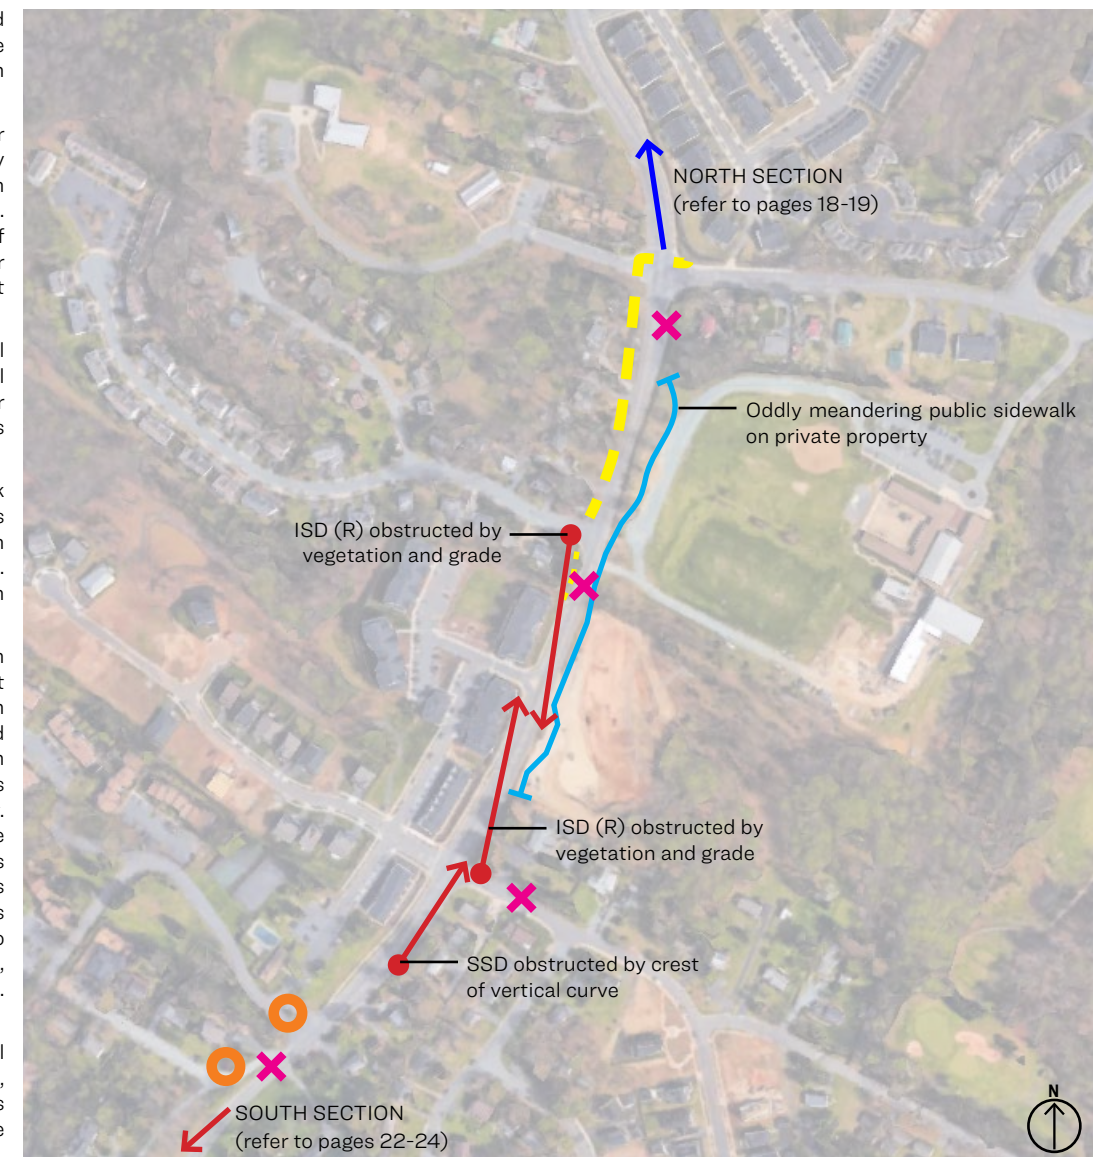 d
e
n
r
y
n
.
f
r
t
l
l
r
s
k
s
n
.
n
n
t
n
d
n
s
.
e
s
s
s
o
,
.
l
,
s
e
NORTH SECTION
(refer to pages 18-19)
Oddly meandering public sidewalk
on private property
ISD (R) obstructed by
vegetation and grade
ISD (R) obstructed by
vegetation and grade
SSD obstructed by crest
of vertical curve
SOUTH SECTION
(refer to pages 22-24)
N